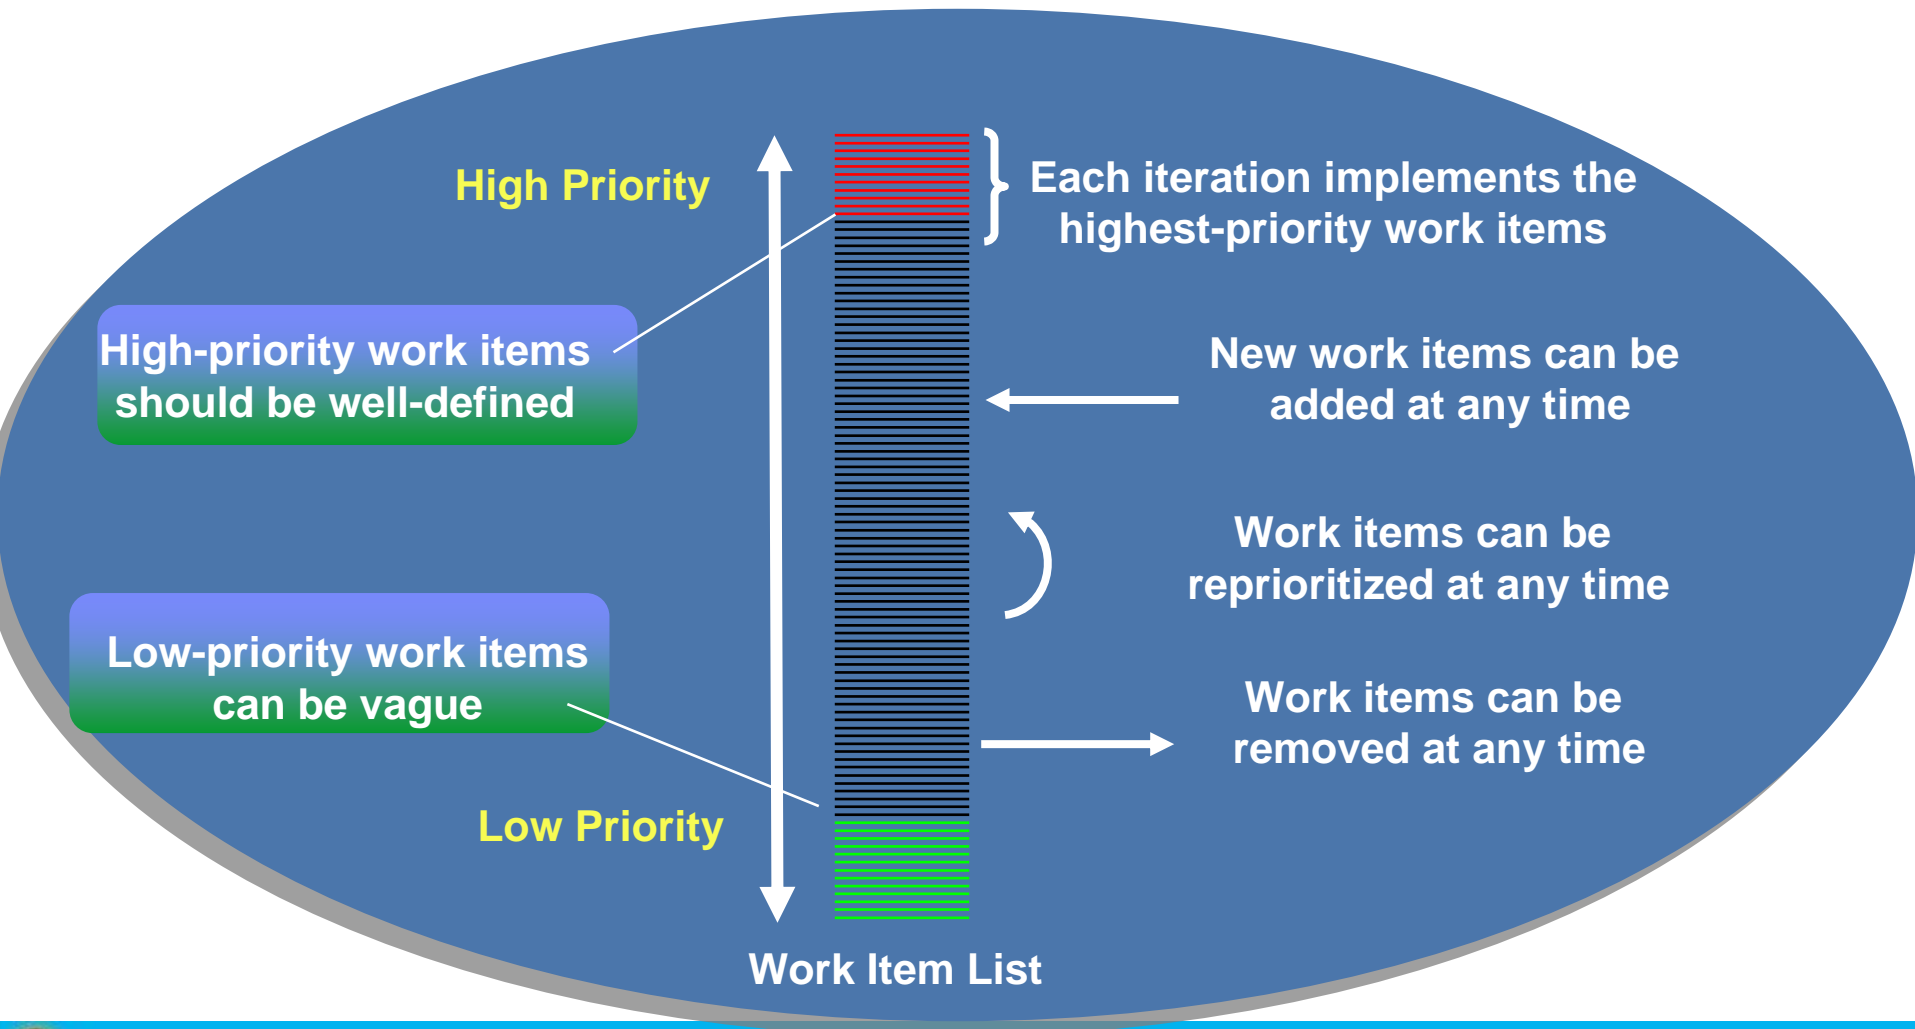 High Priority
Each iteration implements the
highest-priority work items
High-priority work items
should be well-defined
New work items can be
added at any time
Work items can be
reprioritized at any time
Low-priority work items
can be vague
Work items can be
removed at any time
Low Priority
Work Item List